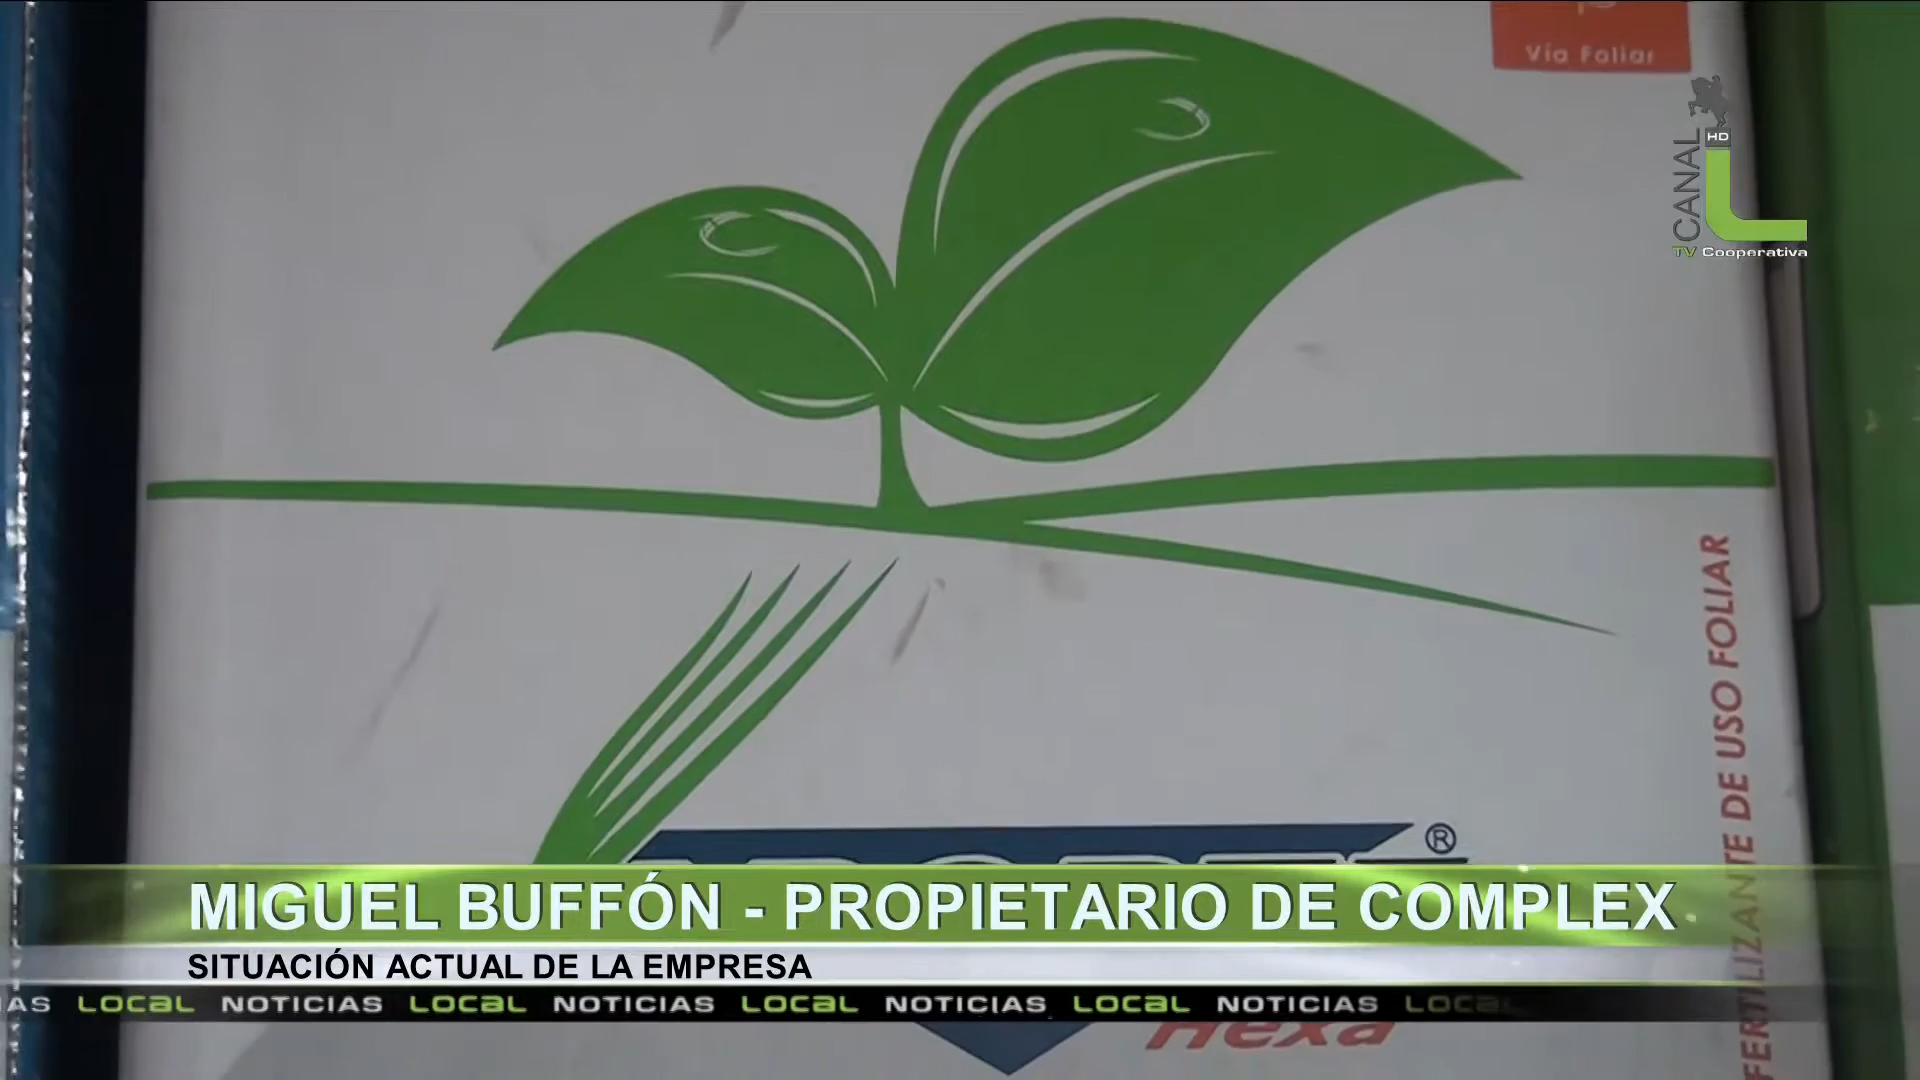 Vía Foliar
CANAL
HD
L
TV Cooperativa
FERTILIZANTE DE USO FOLIAR
®
MIGUEL BUFFÓN - PROPIETARIO DE COMPLEX
SITUACIÓN ACTUAL DE LA EMPRESA
LOCAL NOTICIAS LOCAL NOTICIAS LOCAL NOTICIAS LOCAL NOTICIAS
Hexa